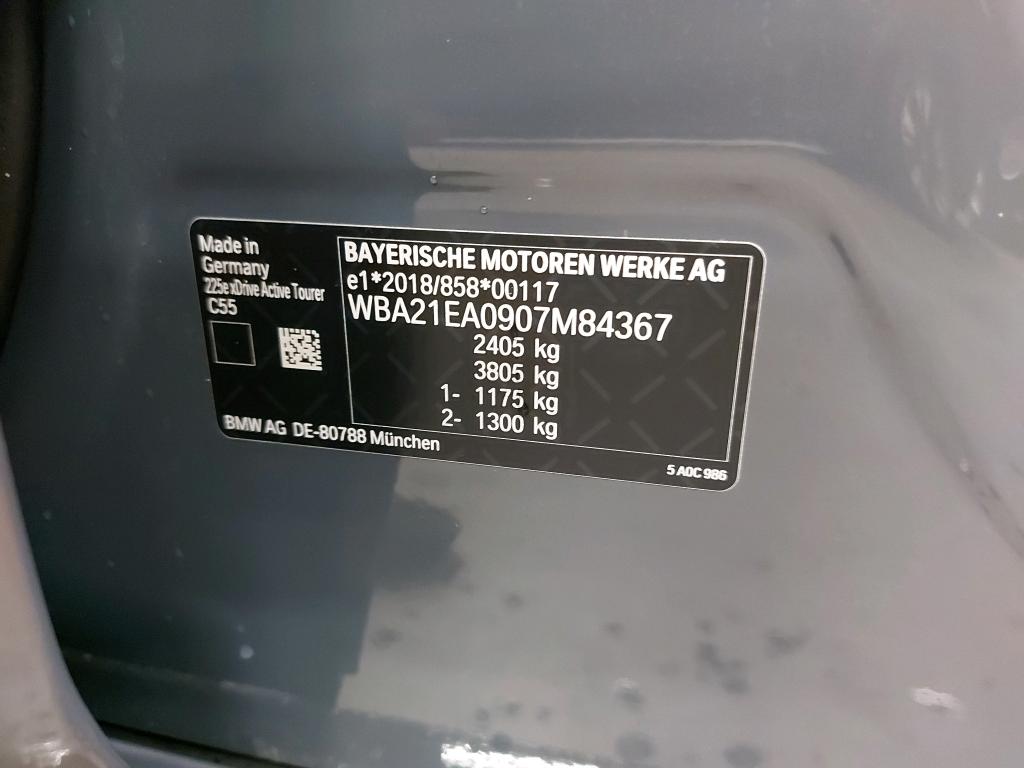 Made in
Germany
225e xDrive Active Tourer
C55
BAYERISCHE MOTOREN WERKE AG
e1*2018/858*00117
WBA21EA0907M84367
2405 kg
3805 kg
1- 1175 kg
2- 1300 kg
BMW AG DE-80788 München
5 A0C 986